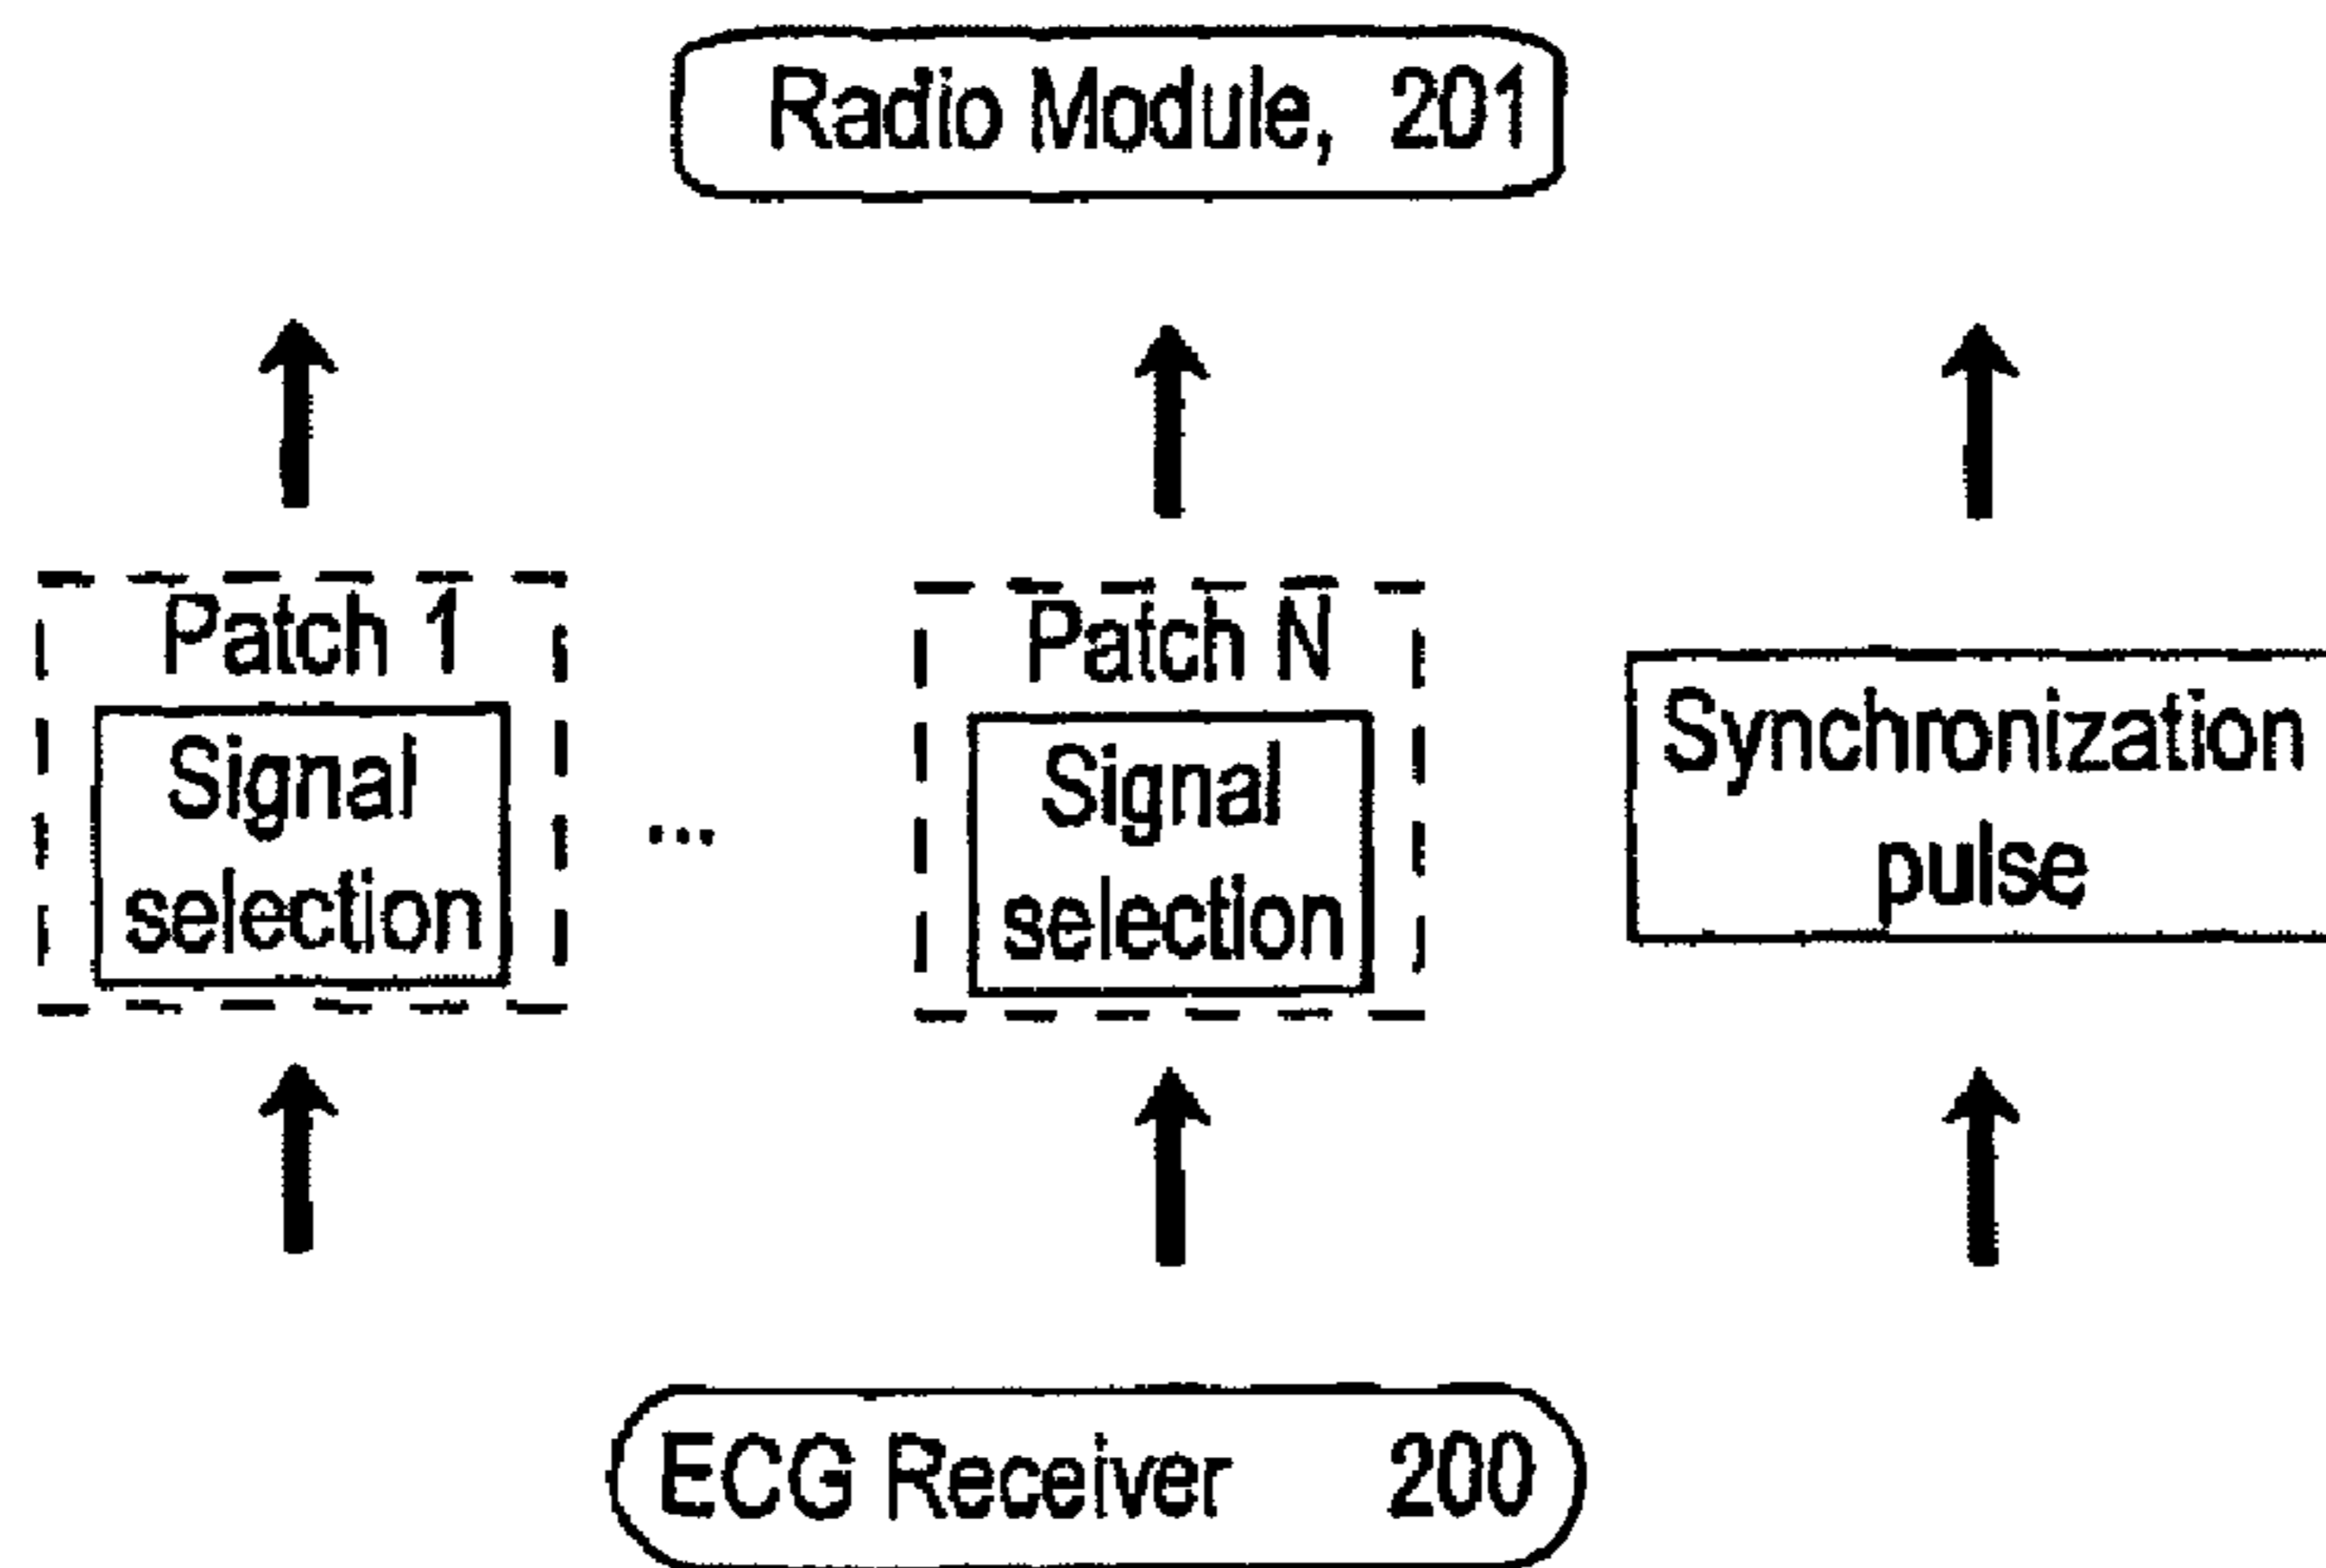 Radio Module, 201
Patch 1
Signal
selection
...
Patch N
Signal
selection
Synchronization
pulse
ECG Receiver 200